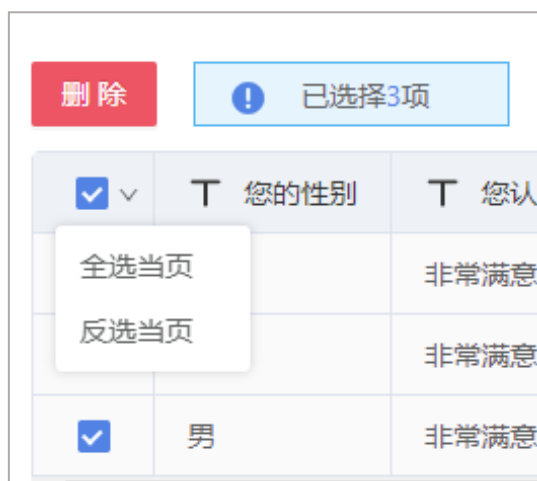 删 除
已选择3项
您的性别
您认
全选当页
非常满意
反选当页
非常满意
男
非常满意